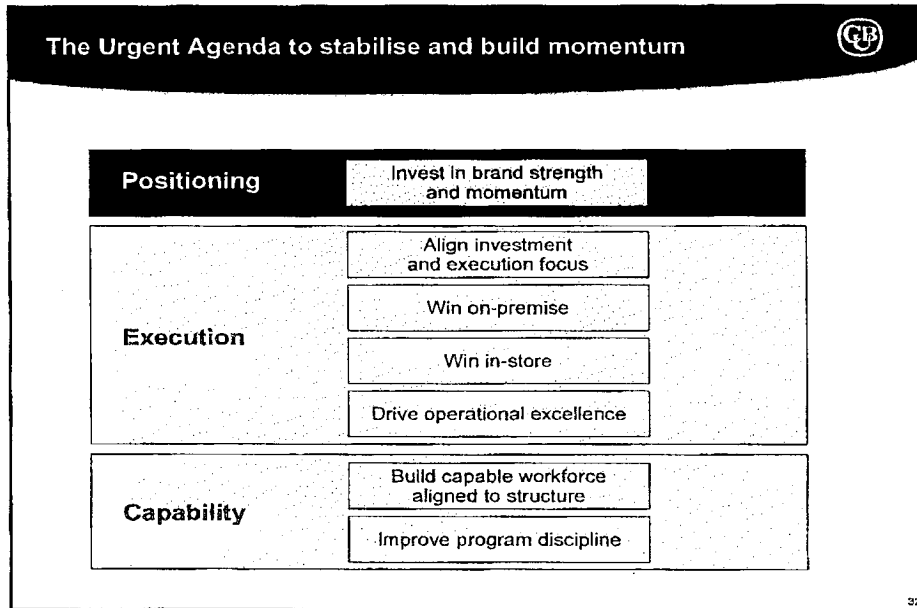 The Urgent Agenda to stabilise and build momentum
CUB
Positioning
Invest in brand strength
and momentum
Execution
Align investment
and execution focus
Win on-premise
Win in-store
Drive operational excellence
Capability
Build capable workforce
aligned to structure
Improve program discipline